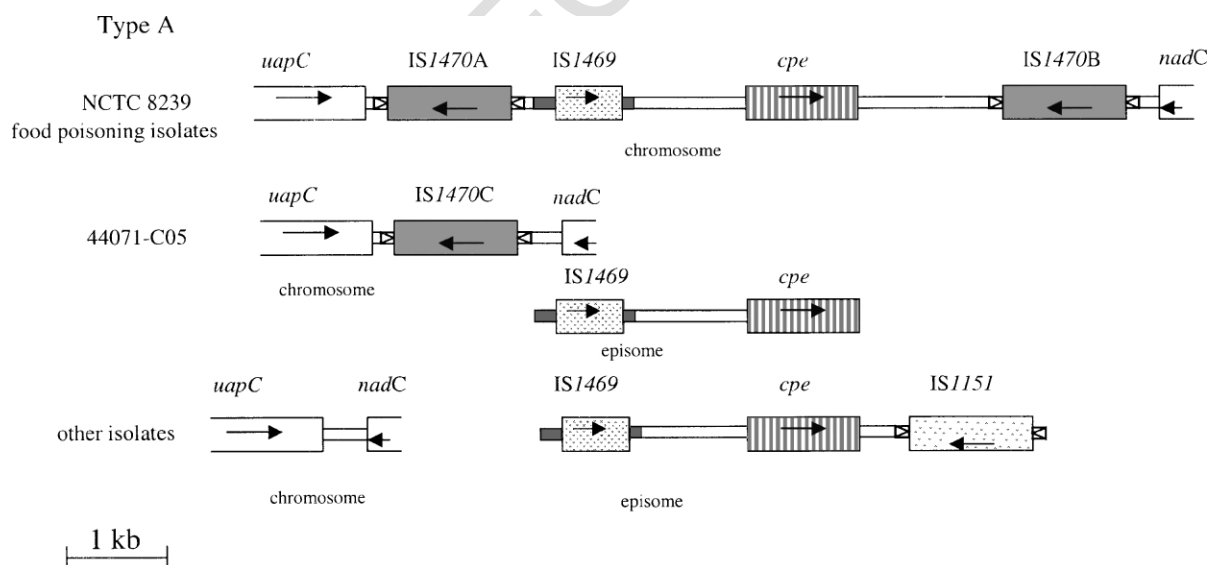 Type A
uapC IS1470A IS1469 cpe IS1470B nadC
NCTC 8239
food poisoning isolates
chromosome
uapC IS1470C nadC
44071-C05
chromosome
IS1469 cpe
episome
uapC nadC IS1469 cpe IS1151
other isolates
chromosome episome
1 kb